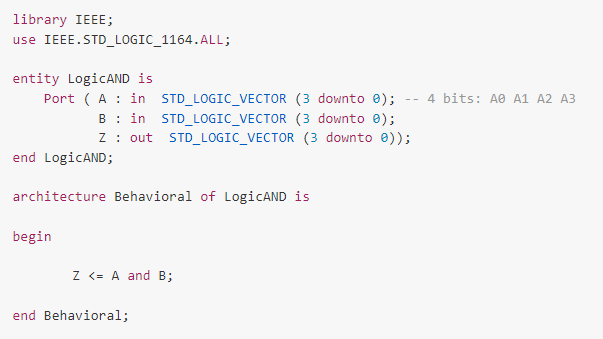 library IEEE;
use IEEE.STD_LOGIC_1164.ALL;
entity LogicAND is
Port ( A : in STD_LOGIC_VECTOR (3 downto 0); -- 4 bits: A0 A1 A2 A3
B : in STD_LOGIC_VECTOR (3 downto 0);
Z : out STD_LOGIC_VECTOR (3 downto 0));
end LogicAND;
architecture Behavioral of LogicAND is
begin
Z <= A and B;
end Behavioral;